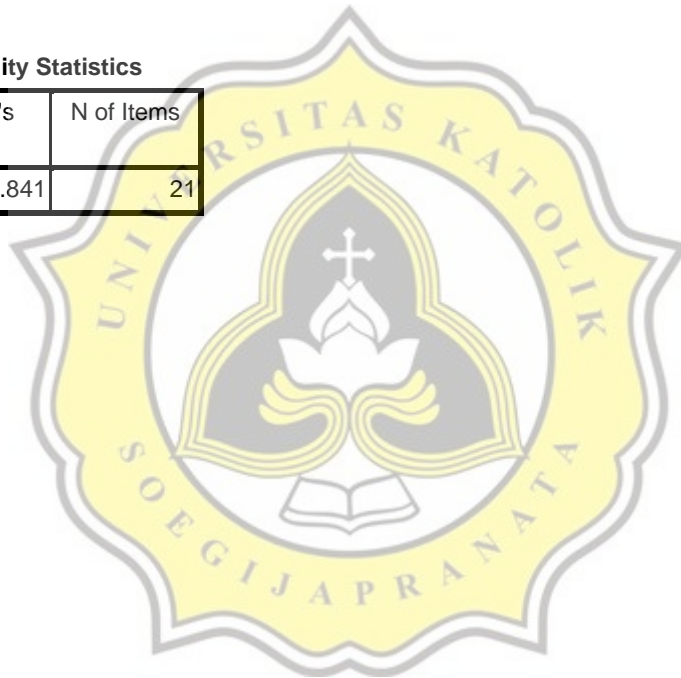 ity Statistics
's N of Items
.841 21
UNIVERSITAS KATOLIK
SOEGIJAPRANATA